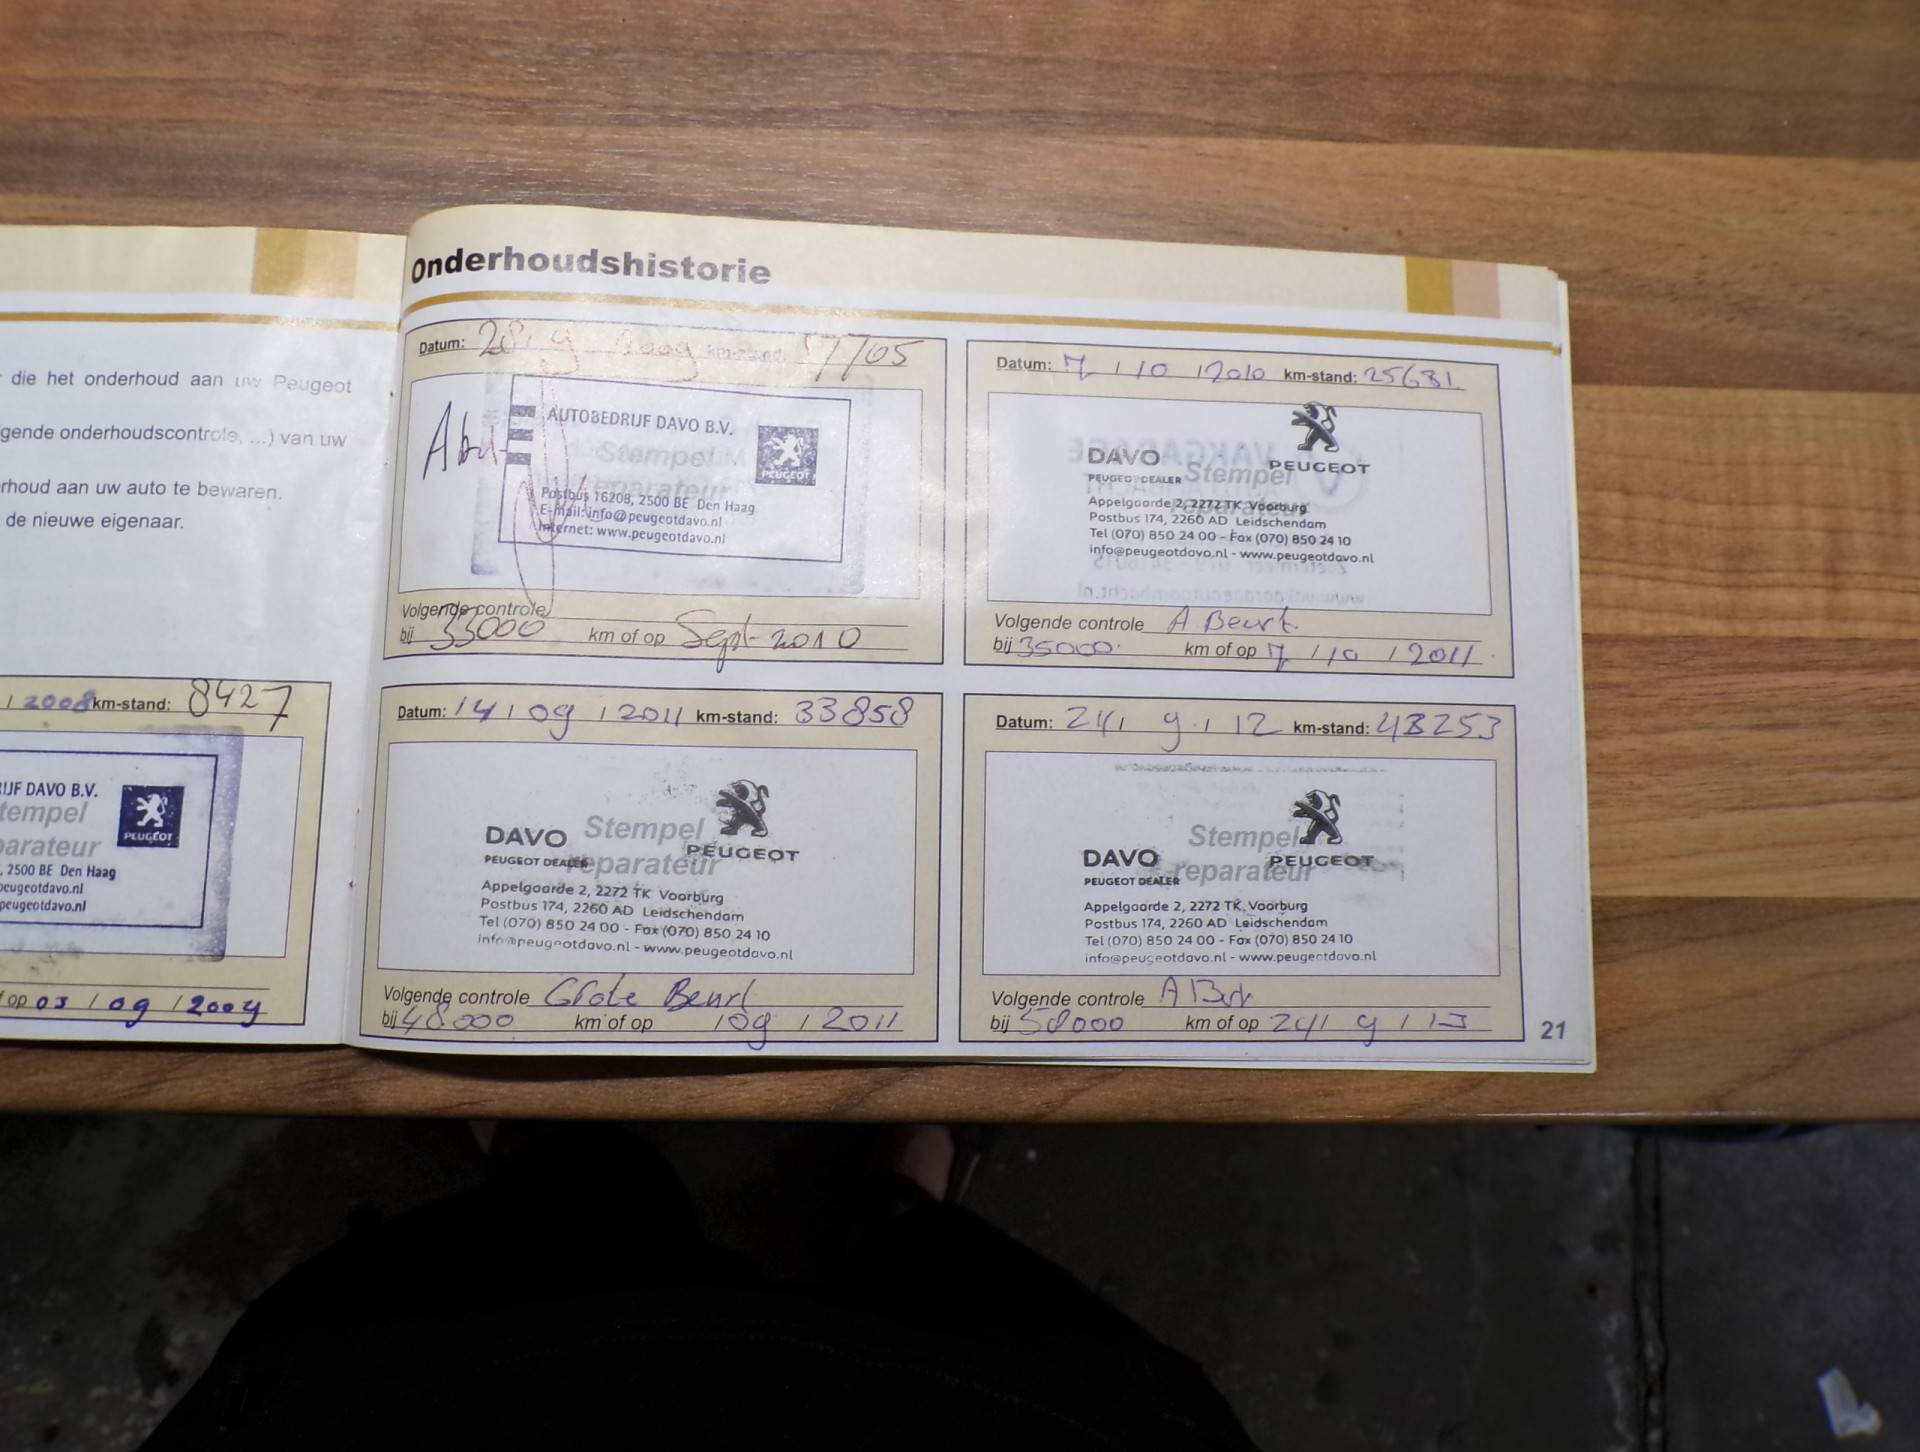 die het onderhoud aan uw Peugeot
gende onderhoudscontrole, ...) van uw
rhoud aan uw auto te bewaren.
de nieuwe eigenaar.
/ 2008 km-stand: 8427
IJF DAVO B.V.
tempel
parateur
PEUGEOT
, 2500 BE Den Haag
peugeotdavo.nl
peugeotdavo.nl
op 03 / 09 / 2009
Onderhoudshistorie
Datum: 28, 9 2009 km-stand: 17705
AUTOBEDRIJF DAVO B.V.
Stempel
reparateur
PEUGEOT
Postbus 16208, 2500 BE Den Haag
E-mail: info@peugeotdavo.nl
Internet: www.peugeotdavo.nl
Volgende controle
bij 33000 km of op Sept 2010
Datum: 7 / 10 / 2010 km-stand: 25631
DAVO
Stempel
PEUGEOT
PEUGEOT DEALER
reparateur
Appelgaarde 2, 2272 TK Voorburg
Postbus 174, 2260 AD Leidschendam
Tel (070) 850 24 00 - Fax (070) 850 24 10
info@peugeotdavo.nl - www.peugeotdavo.nl
Volgende controle A Beurt.
bij 35000 km of op 7 / 10 / 2011
Datum: 14 / 09 / 2011 km-stand: 33858
DAVO
Stempel
PEUGEOT
PEUGEOT DEALER
reparateur
Appelgaarde 2, 2272 TK Voorburg
Postbus 174, 2260 AD Leidschendam
Tel (070) 850 24 00 - Fax (070) 850 24 10
info@peugeotdavo.nl - www.peugeotdavo.nl
Volgende controle Grote Beurt
bij 48000 km of op / 09 / 2011
Datum: 24 / 9 / 12 km-stand: 43253
Stempel
DAVO
PEUGEOT
PEUGEOT DEALER
reparateur
Appelgaarde 2, 2272 TK Voorburg
Postbus 174, 2260 AD Leidschendam
Tel (070) 850 24 00 - Fax (070) 850 24 10
info@peugeotdavo.nl - www.peugeotdavo.nl
Volgende controle A
bij 58000 km of op 24 / 9 / 13
21